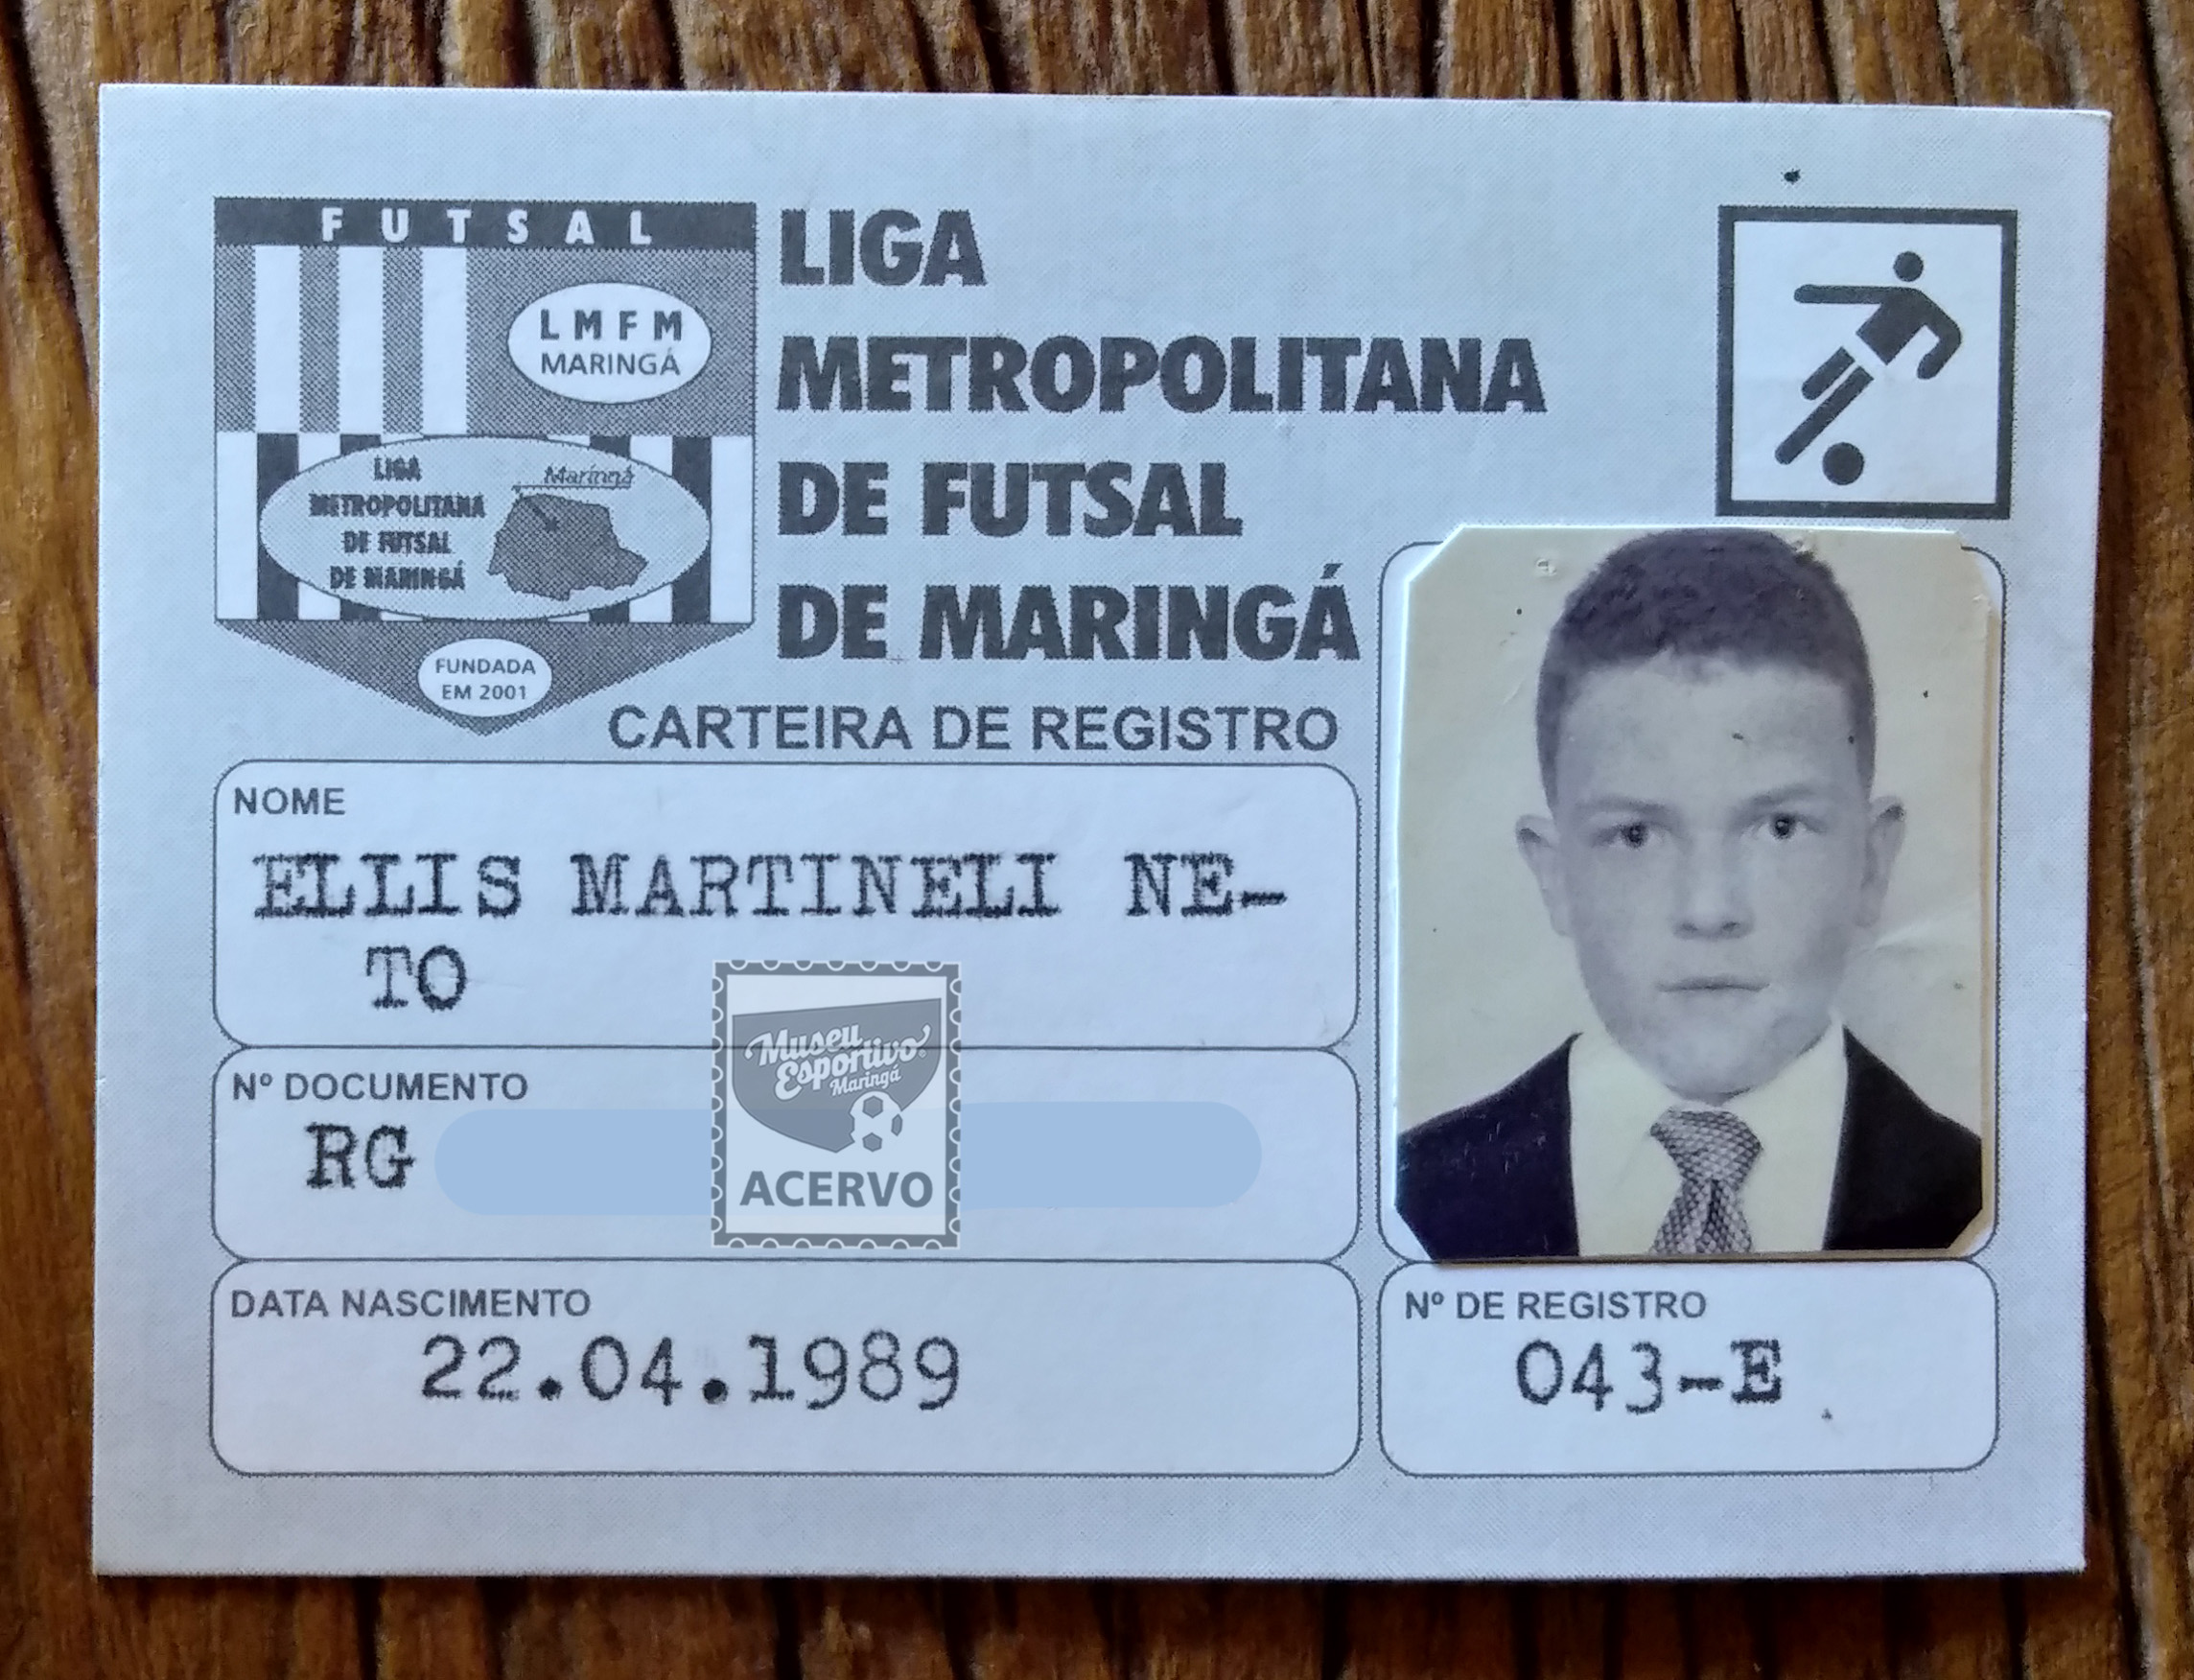 FUTSAL
LMFM
MARINGÁ
LIGA
METROPOLITANA
DE FUTSAL
DE MARINGÁ
Maringá
FUNDADA
EM 2001
LIGA
METROPOLITANA
DE FUTSAL
DE MARINGÁ
CARTEIRA DE REGISTRO
NOME
ELLIS MARTINELI NE-
TO
Nº DOCUMENTO
RG
Museu
Esportivo
Maringá
ACERVO
DATA NASCIMENTO
22.04.1989
Nº DE REGISTRO
043-E